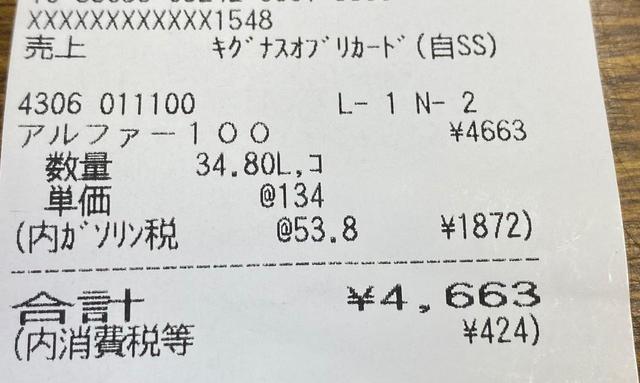 XXXXXXXXXXXX1548
売上 ｷｸﾞﾅｽｵﾌﾞﾘｶｰﾄﾞ(自SS)
4306 011100 L- 1 N- 2
アルファー１００ ¥4663
数量 34.80L,ｺ
単価 @134
(内ｶﾞｿﾘﾝ税 @53.8 ¥1872)
合計 ¥4,663
(内消費税等 ¥424)